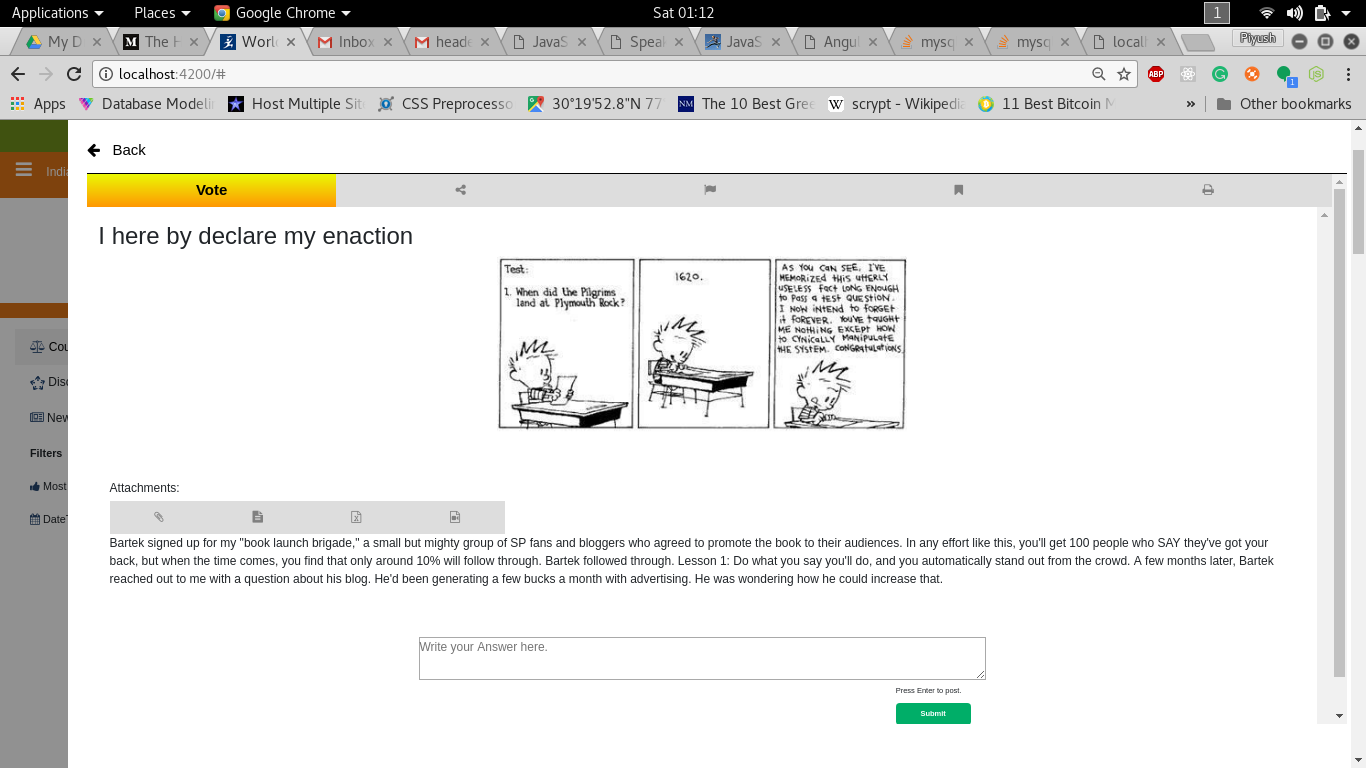 Applications
Places
Google Chrome
Sat 01:12
1
My D
The H
World
Inbox
heade
JavaS
Speak
JavaS
Angul
mysq
mysq
localh
Piyush
localhost:4200/#
ABP
1
Apps
Database Modelin
Host Multiple Site
CSS Preprocesso
30°19'52.8"N 77
NM
The 10 Best Gree
W
scrypt - Wikipedia
11 Best Bitcoin M
»
Other bookmarks
Back
India
Vote
I here by declare my enaction
Test:
1. When did the Pilgrims
land at Plymouth Rock?
1620.
AS YOU CAN SEE, I'VE
MEMORIZED THIS UTTERLY
USELESS FACT LONG ENOUGH
TO PASS A TEST QUESTION.
I NOW INTEND TO FORGET
IT FOREVER. YOU'VE TAUGHT
ME NOTHING EXCEPT HOW
TO CYNICALLY MANIPULATE
THE SYSTEM. CONGRATULATIONS.
Cou
Disc
New
Filters
Most
DateT
Attachments:
Bartek signed up for my "book launch brigade," a small but mighty group of SP fans and bloggers who agreed to promote the book to their audiences. In any effort like this, you'll get 100 people who SAY they've got your
back, but when the time comes, you find that only around 10% will follow through. Bartek followed through. Lesson 1: Do what you say you'll do, and you automatically stand out from the crowd. A few months later, Bartek
reached out to me with a question about his blog. He'd been generating a few bucks a month with advertising. He was wondering how he could increase that.
Write your Answer here.
Press Enter to post.
Submit